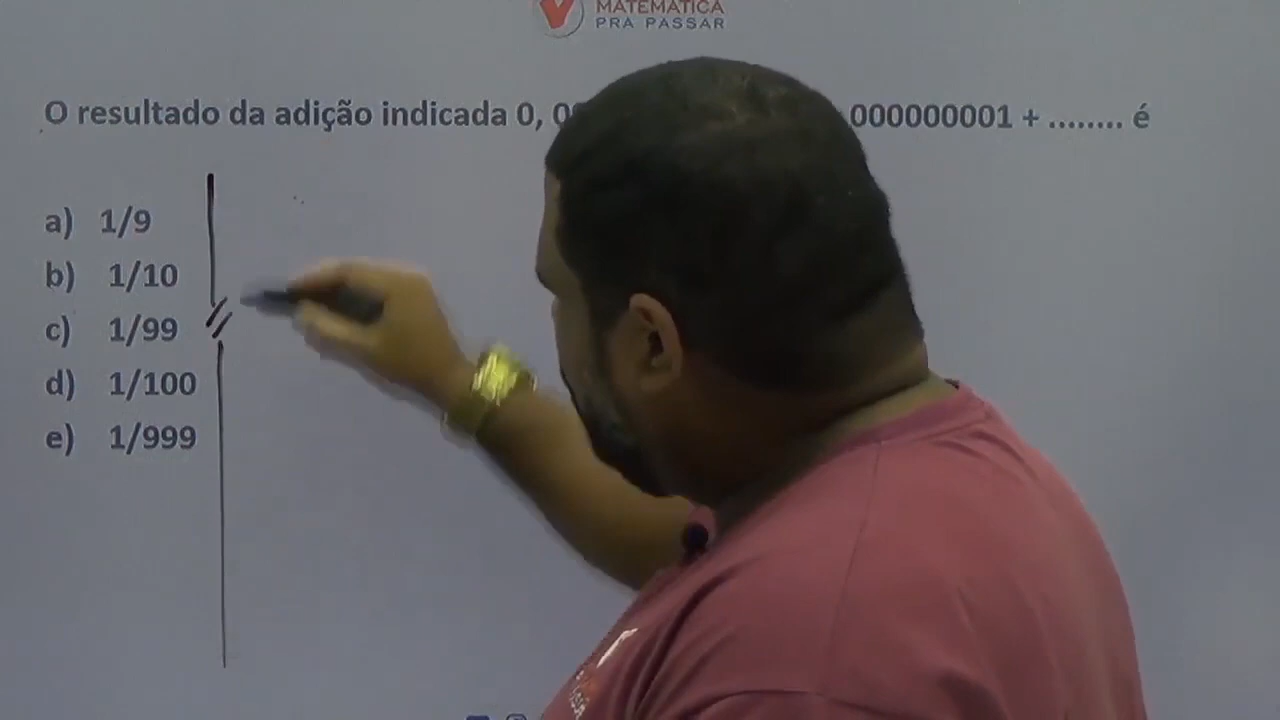 MATEMÁTICA
PRA PASSAR
O resultado da adição indicada 0, 0 000000001 + ........ é
a) 1/9
b) 1/10
c) 1/99
d) 1/100
e) 1/999